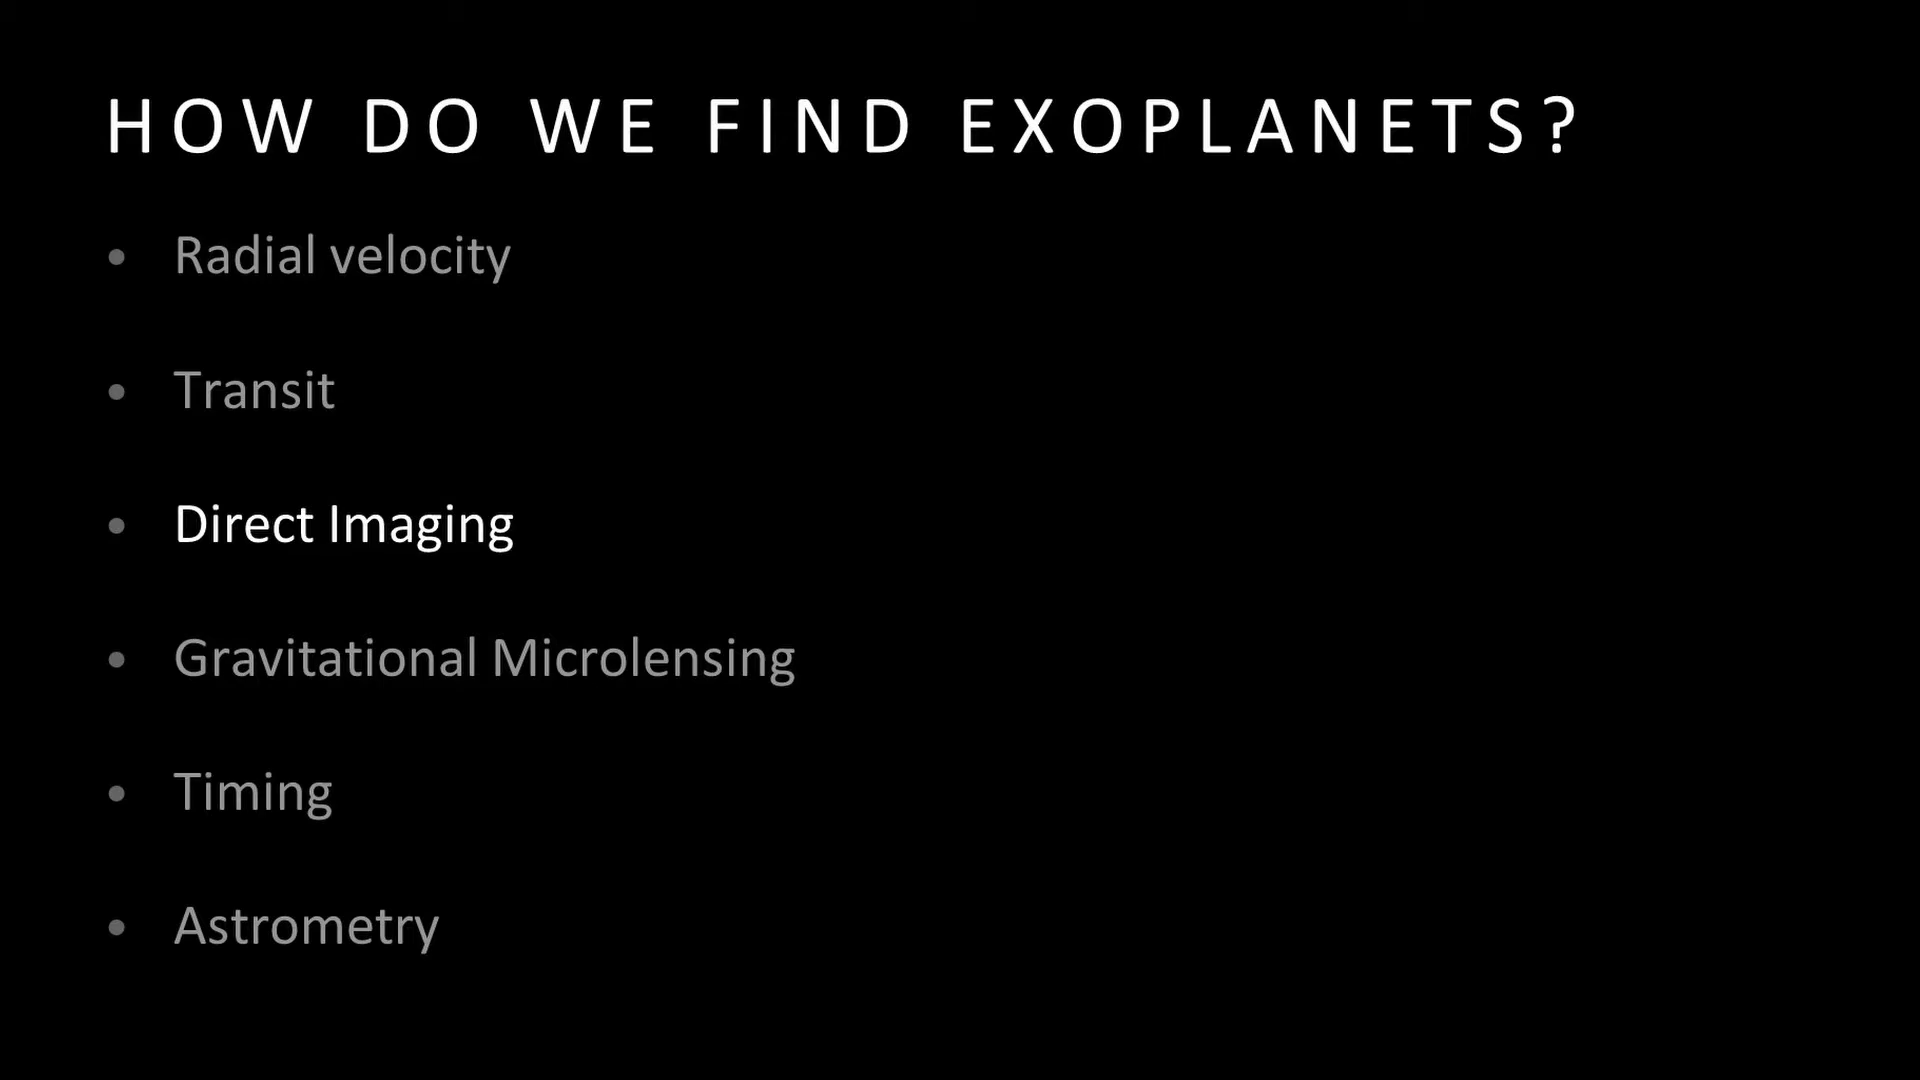 HOW DO WE FIND EXOPLANETS?
• Radial velocity
• Transit
• Direct Imaging
• Gravitational Microlensing
• Timing
• Astrometry